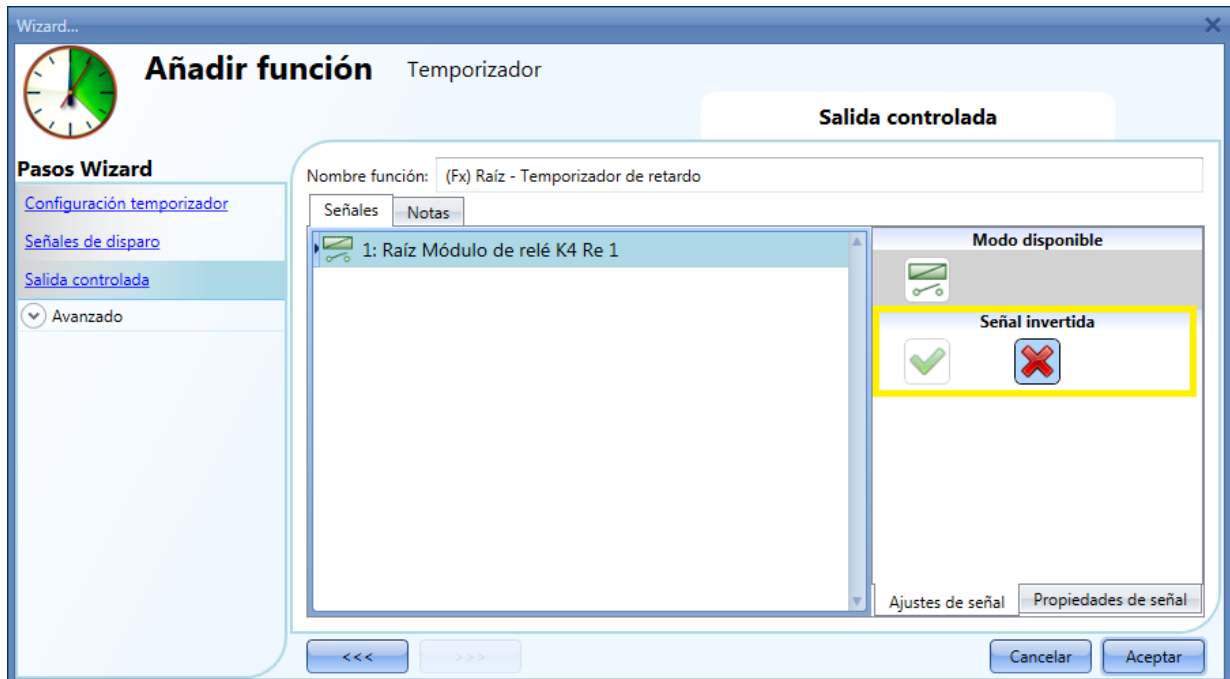 Wizard...
Añadir función Temporizador
Salida controlada
Pasos Wizard
Configuración temporizador
Señales de disparo
Salida controlada
Avanzado
Nombre función: (Fx) Raíz - Temporizador de retardo
Señales Notas
1: Raíz Módulo de relé K4 Re 1
Modo disponible
Señal invertida
Ajustes de señal Propiedades de señal
<<< >>> Cancelar Aceptar